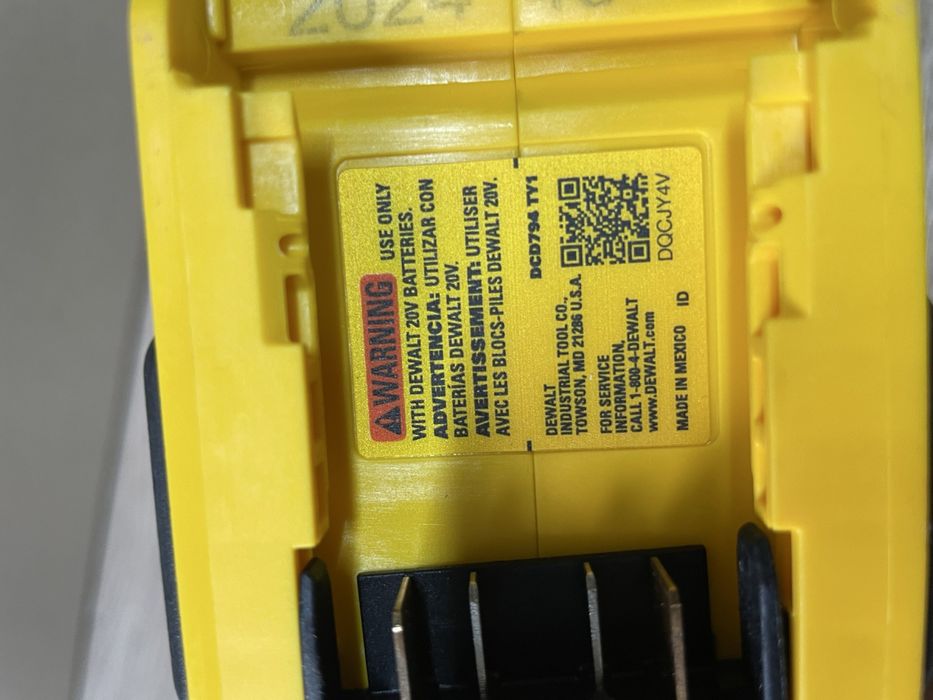 2024
⚠WARNING USE ONLY
WITH DEWALT 20V BATTERIES.
ADVERTENCIA: UTILIZAR CON
BATERÍAS DEWALT 20V.
AVERTISSEMENT: UTILISER
AVEC LES BLOCS-PILES DEWALT 20V.
DCD794 TY1
DEWALT
INDUSTRIAL TOOL CO.,
TOWSON, MD 21286 U.S.A.
FOR SERVICE
INFORMATION,
CALL 1-800-4-DEWALT
www.DEWALT.com
MADE IN MEXICO ID
DQCJY4V